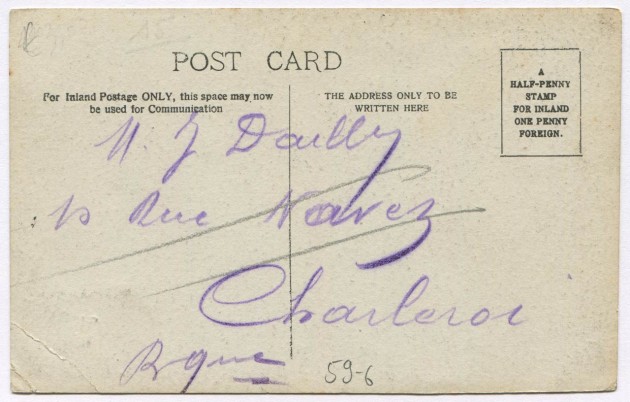 15
POST CARD
For Inland Postage ONLY, this space may now
be used for Communication
THE ADDRESS ONLY TO BE
WRITTEN HERE
A
HALF-PENNY
STAMP
FOR INLAND
ONE PENNY
FOREIGN.
J Dailly
Rue Navez
Charleroi
59-6